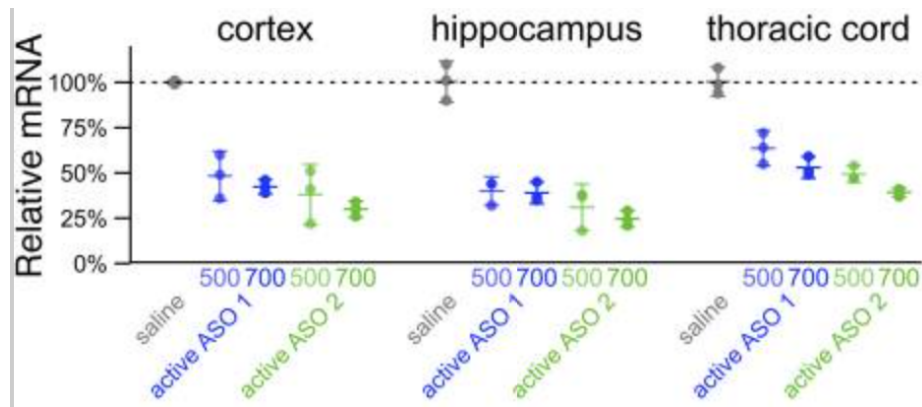 cortex hippocampus thoracic cord
Relative mRNA
100%
75%
50%
25%
0%
500 700 500 700 500 700 500 700 500 700 500 700
saline active ASO 1 active ASO 2 saline active ASO 1 active ASO 2 saline active ASO 1 active ASO 2